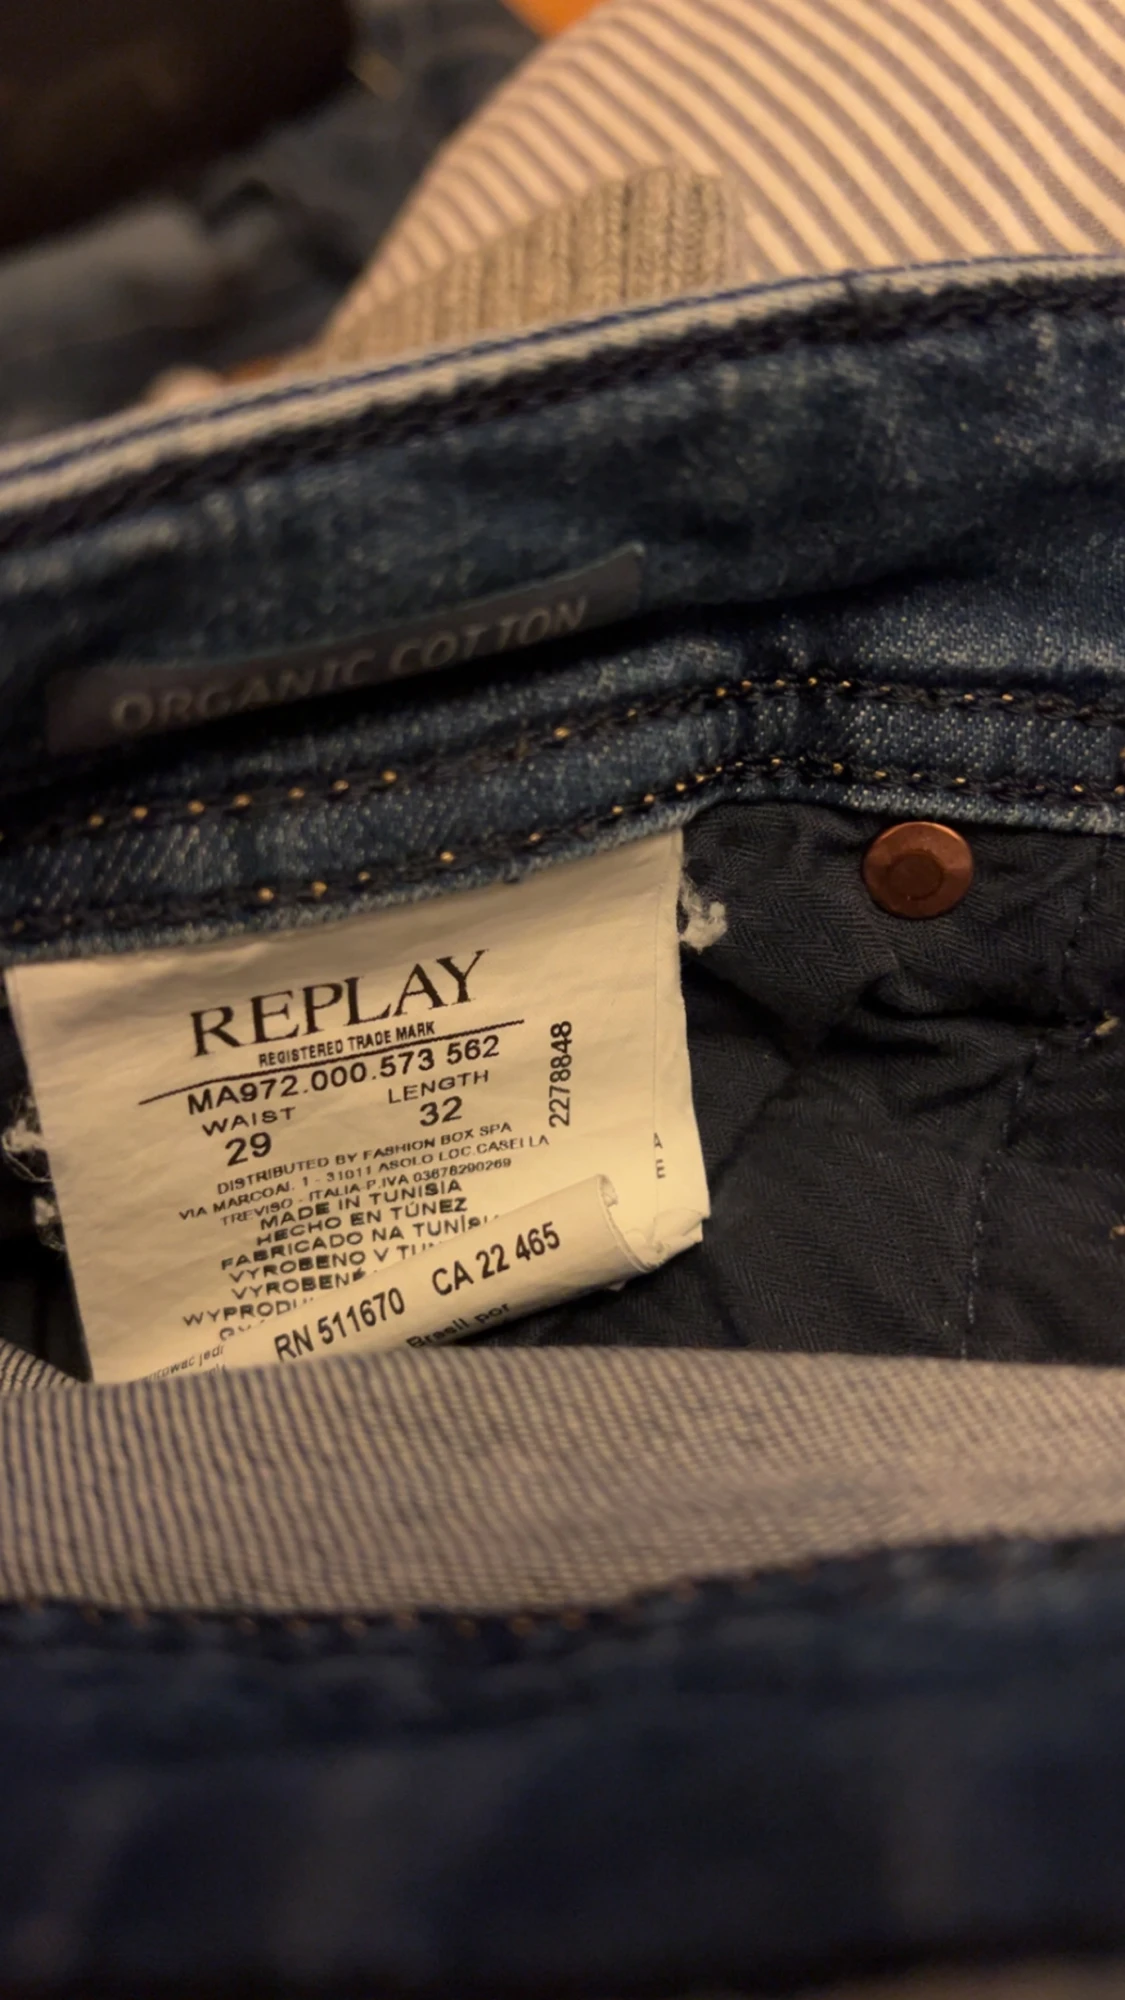 ORGANIC COTTON
REPLAY
REGISTERED TRADE MARK
MA972.000.573 562
WAIST LENGTH
29 32
2278848
DISTRIBUTED BY FASHION BOX SPA
VIA MARCOAI, 1 - 31011 ASOLO LOC.CASELLA
TREVISO - ITALIA P.IVA 03678290269
MADE IN TUNISIA
HECHO EN TÚNEZ
FABRICADO NA
VYROBENO V
A
E
RN 511670 CA 22 465
Brasil por